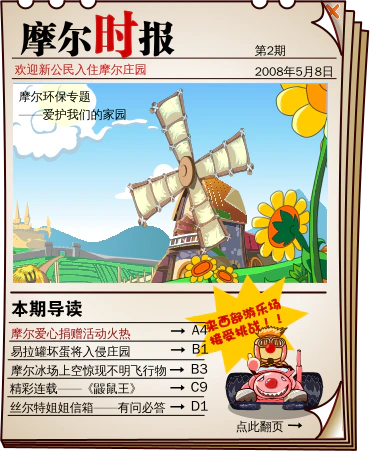 摩尔时报
第2期
欢迎新公民入住摩尔庄园
2008年5月8日
摩尔环保专题
——爱护我们的家园
本期导读
摩尔爱心捐赠活动火热 → A4
易拉罐坏蛋将入侵庄园 → B1
摩尔冰场上空惊现不明飞行物 → B3
精彩连载——《鼹鼠王》 → C9
丝尔特姐姐信箱——有问必答 → D1
来西部游乐场
接受挑战！！
点此翻页 →